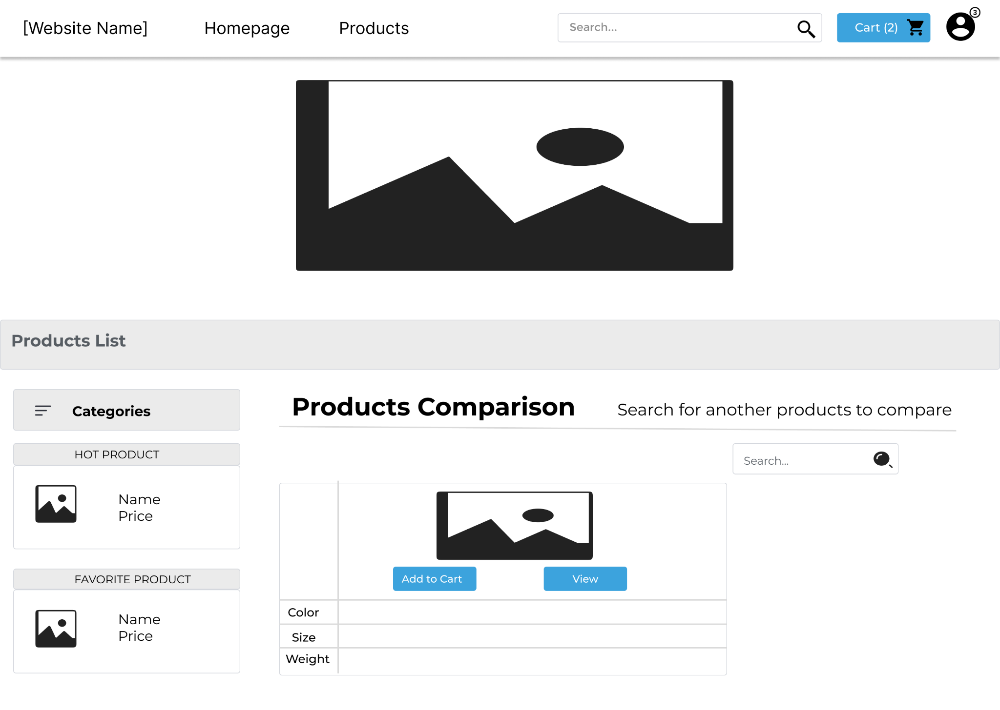 [Website Name]
Homepage
Products
Search...
Cart (2)
3
Products List
Categories
Products Comparison
Search for another products to compare
HOT PRODUCT
Search...
Name
Price
Add to Cart
View
FAVORITE PRODUCT
Name
Price
Color
Size
Weight